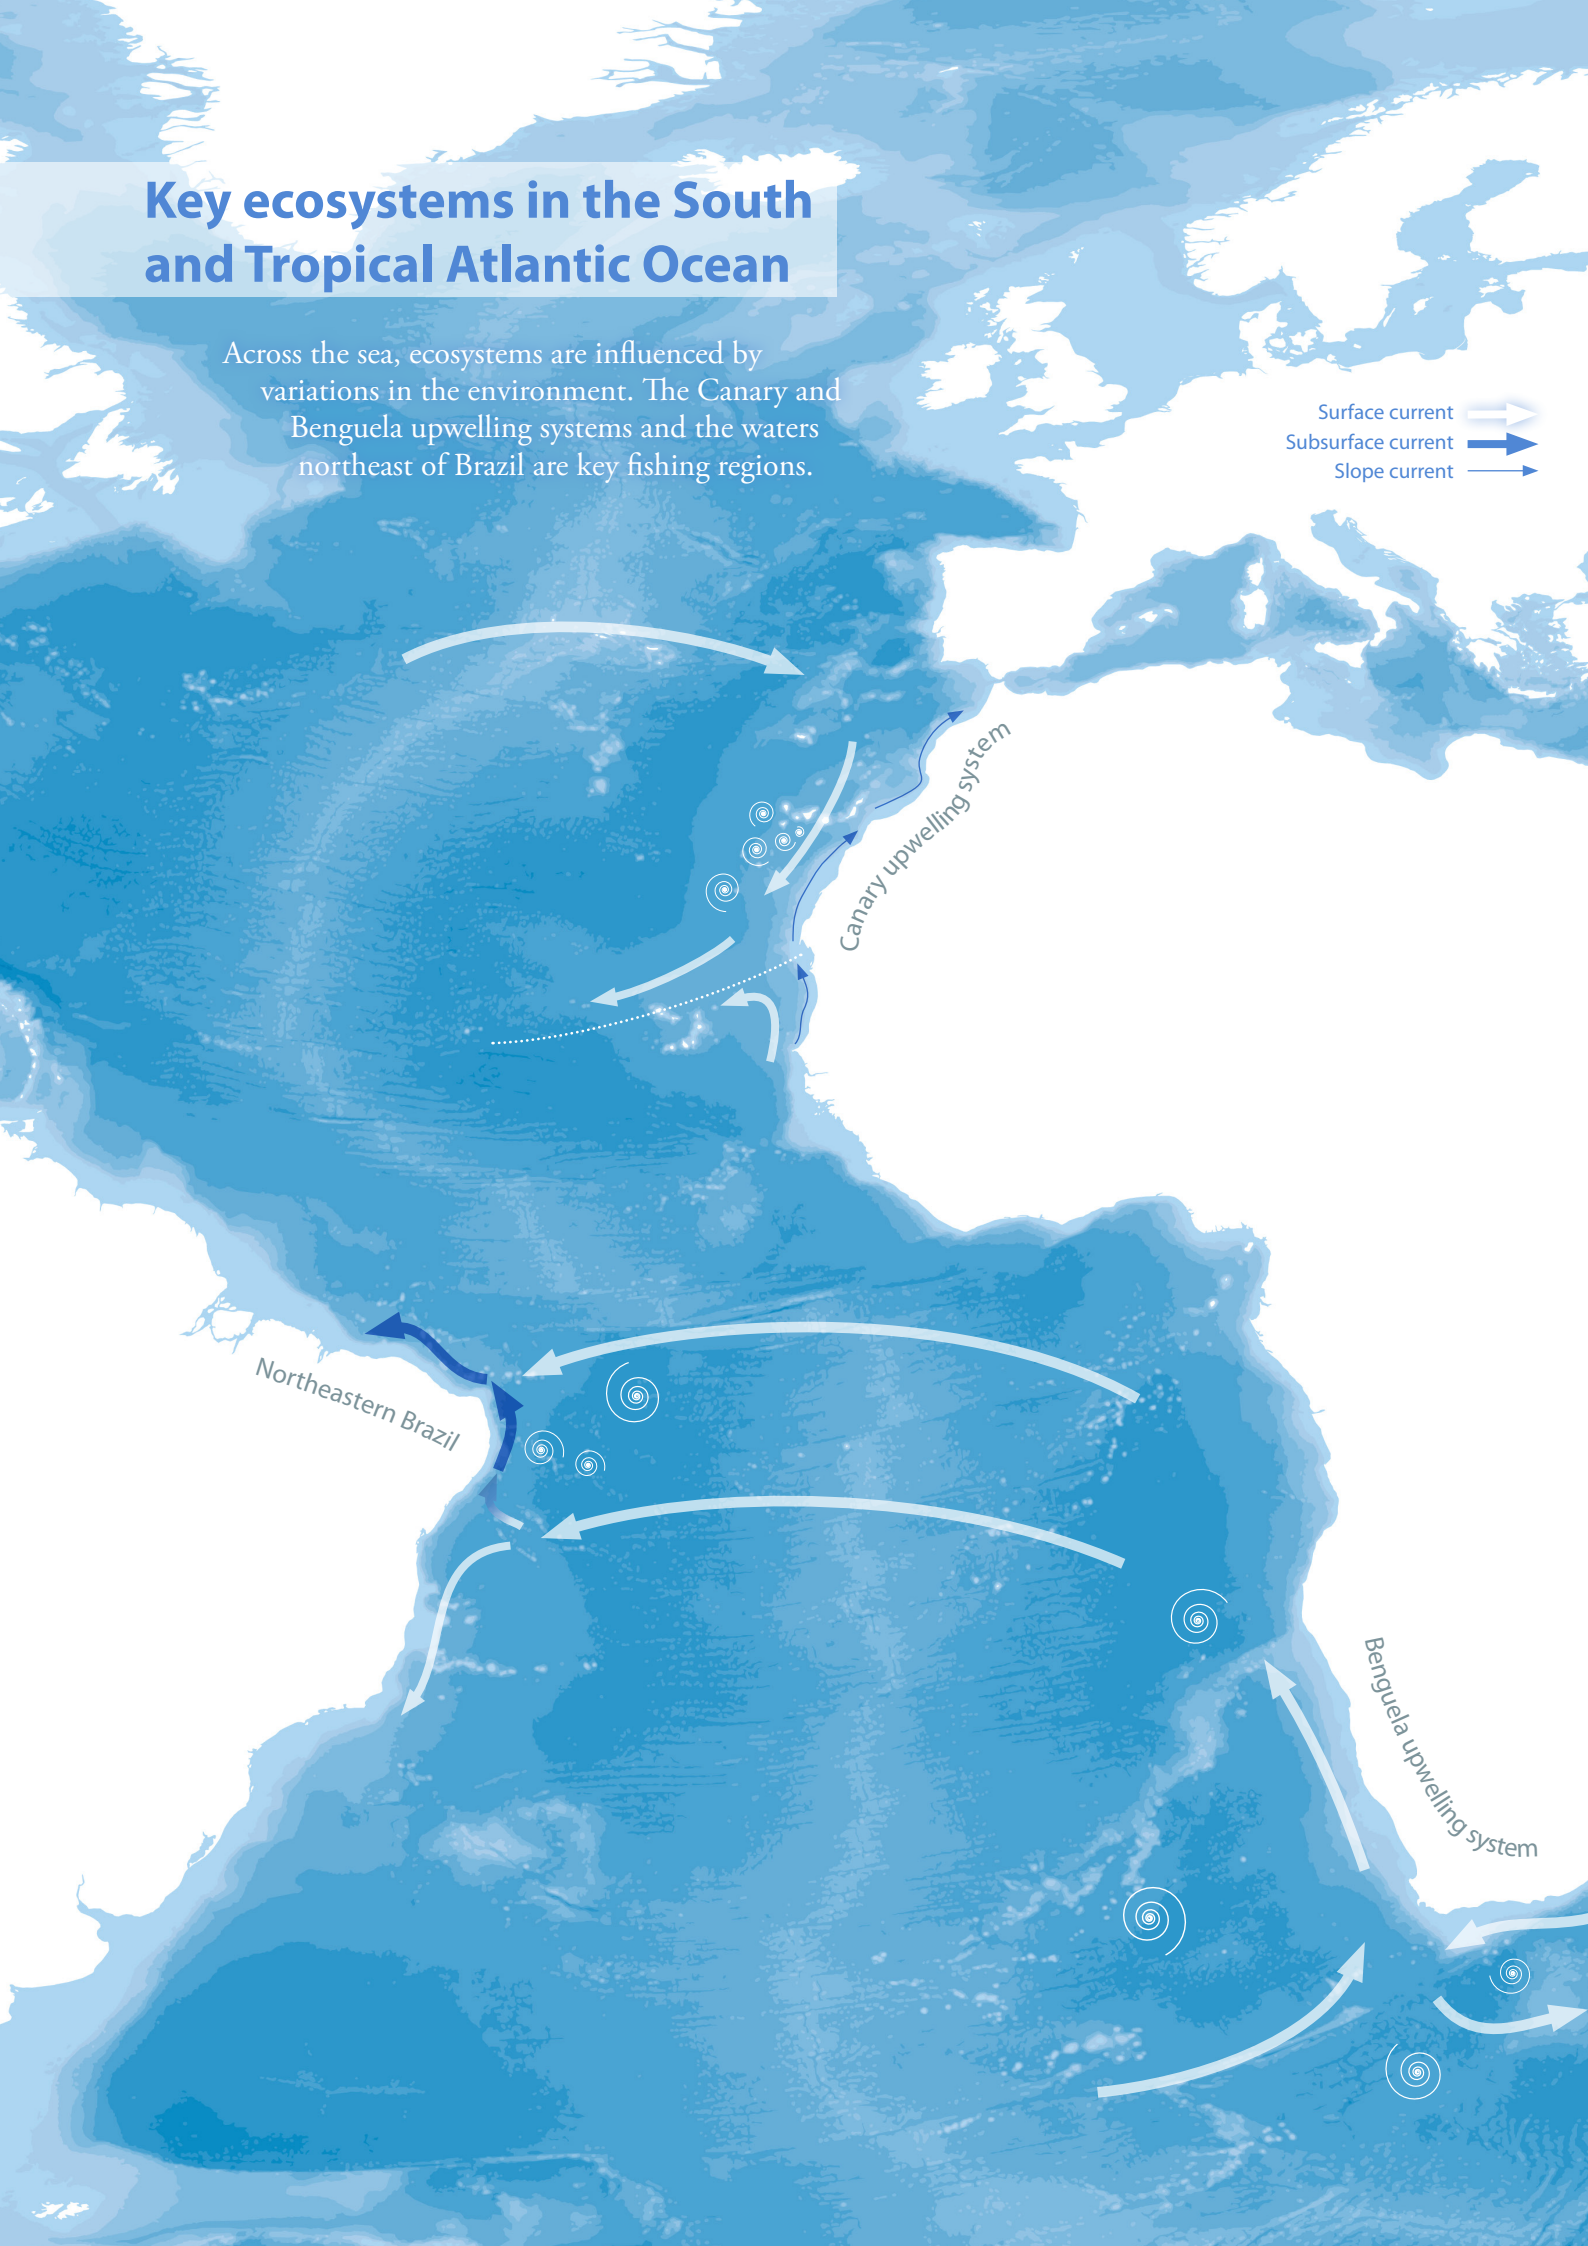 Key ecosystems in the South
and Tropical Atlantic Ocean
Across the sea, ecosystems are influenced by
variations in the environment. The Canary and
Benguela upwelling systems and the waters
northeast of Brazil are key fishing regions.
Surface current
Subsurface current
Slope current
Canary upwelling system
Northeastern Brazil
Benguela upwelling system